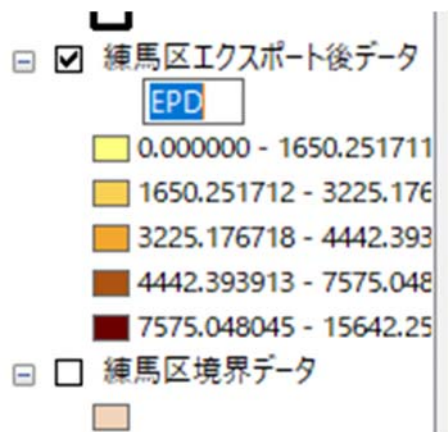 練馬区エクスポート後データ
EPD
0.000000 - 1650.251711
1650.251712 - 3225.176
3225.176718 - 4442.393
4442.393913 - 7575.048
7575.048045 - 15642.25
練馬区境界データ